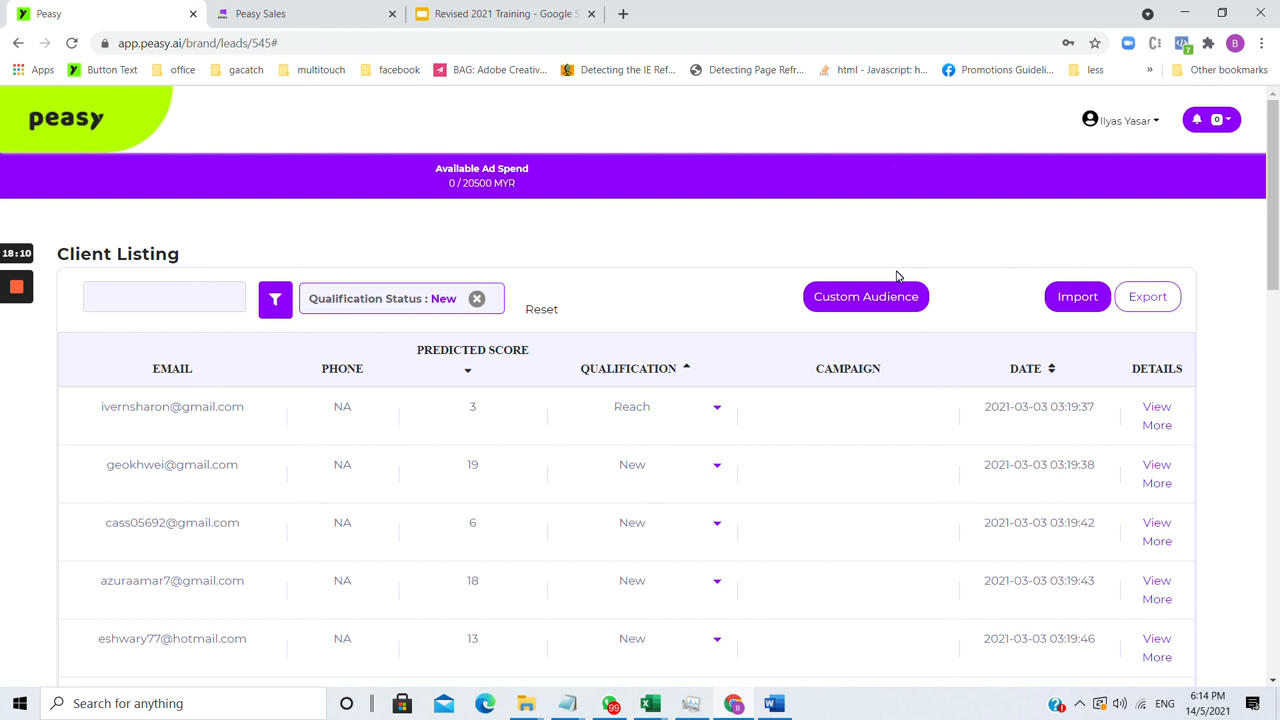 Peasy
Peasy Sales
Revised 2021 Training - Google S
app.peasy.ai/brand/leads/545#
7
B
Apps
Button Text
office
gacatch
multitouch
facebook
BAG: Adobe Creativ...
Detecting the IE Ref...
Detecting Page Refr...
html - Javascript: h...
Promotions Guideli...
less
»
Other bookmarks
peasy
Ilyas Yasar
0
Available Ad Spend
0 / 20500 MYR
18:10
Client Listing
Qualification Status : New
Reset
Custom Audience
Import
Export
EMAIL PHONE PREDICTED SCORE QUALIFICATION CAMPAIGN DATE DETAILS
ivernsharon@gmail.com NA 3 Reach 2021-03-03 03:19:37 View More
geokhwei@gmail.com NA 19 New 2021-03-03 03:19:38 View More
cass05692@gmail.com NA 6 New 2021-03-03 03:19:42 View More
azuraamar7@gmail.com NA 18 New 2021-03-03 03:19:43 View More
eshwary77@hotmail.com NA 13 New 2021-03-03 03:19:46 View More
Search for anything
99
ENG
6:14 PM
14/5/2021